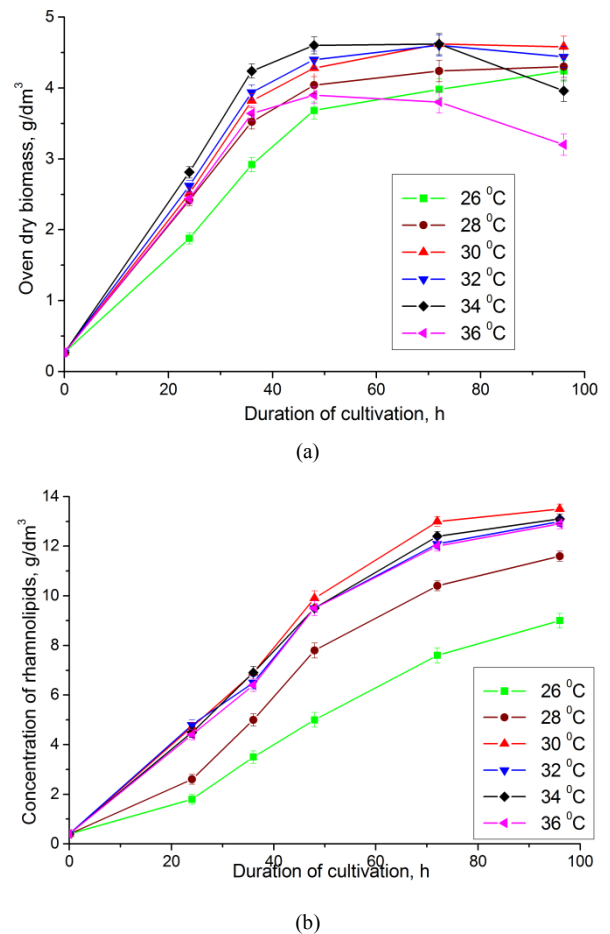 5
4
3
2
1
0
Oven dry biomass, g/dm³
26 ⁰C
28 ⁰C
30 ⁰C
32 ⁰C
34 ⁰C
36 ⁰C
0 20 40 60 80 100
Duration of cultivation, h
(a)
14
12
10
8
6
4
2
0
Concentration of rhamnolipids, g/dm³
26 ⁰C
28 ⁰C
30 ⁰C
32 ⁰C
34 ⁰C
36 ⁰C
0 20 40 60 80 100
Duration of cultivation, h
(b)